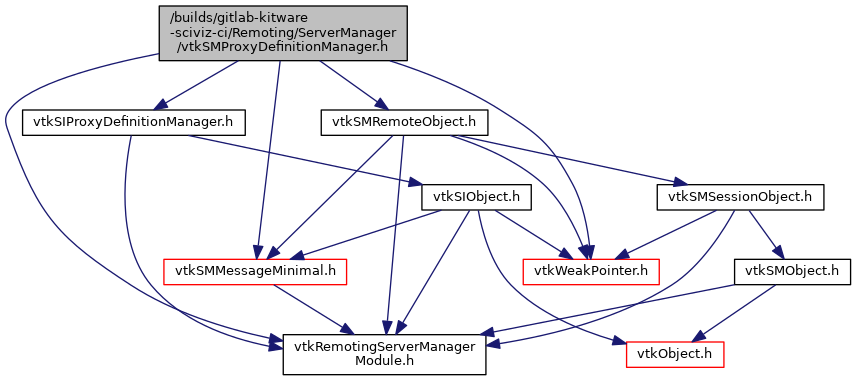 /builds/gitlab-kitware
-sciviz-ci/Remoting/ServerManager
/vtkSMProxyDefinitionManager.h
vtkSIProxyDefinitionManager.h
vtkSMRemoteObject.h
vtkSIObject.h
vtkSMSessionObject.h
vtkSMMessageMinimal.h
vtkWeakPointer.h
vtkSMObject.h
vtkRemotingServerManager
Module.h
vtkObject.h